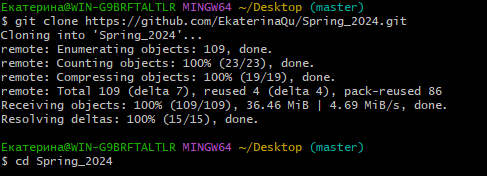 Екатерина@WIN-G9BRFTALTLR MINGW64 ~/Desktop (master)
$ git clone https://github.com/EkaterinaQu/Spring_2024.git
Cloning into 'Spring_2024'...
remote: Enumerating objects: 109, done.
remote: Counting objects: 100% (23/23), done.
remote: Compressing objects: 100% (19/19), done.
remote: Total 109 (delta 7), reused 4 (delta 4), pack-reused 86
Receiving objects: 100% (109/109), 36.46 MiB | 4.69 MiB/s, done.
Resolving deltas: 100% (15/15), done.
Екатерина@WIN-G9BRFTALTLR MINGW64 ~/Desktop (master)
$ cd Spring_2024